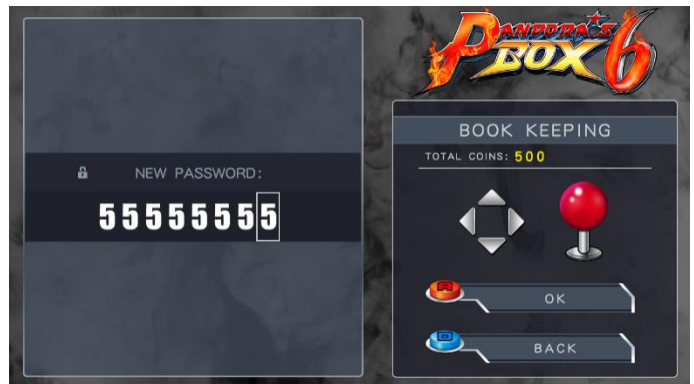 NEW PASSWORD:
55555555
PANDORA'S
BOX 6
BOOK KEEPING
TOTAL COINS: 500
A
OK
B
BACK